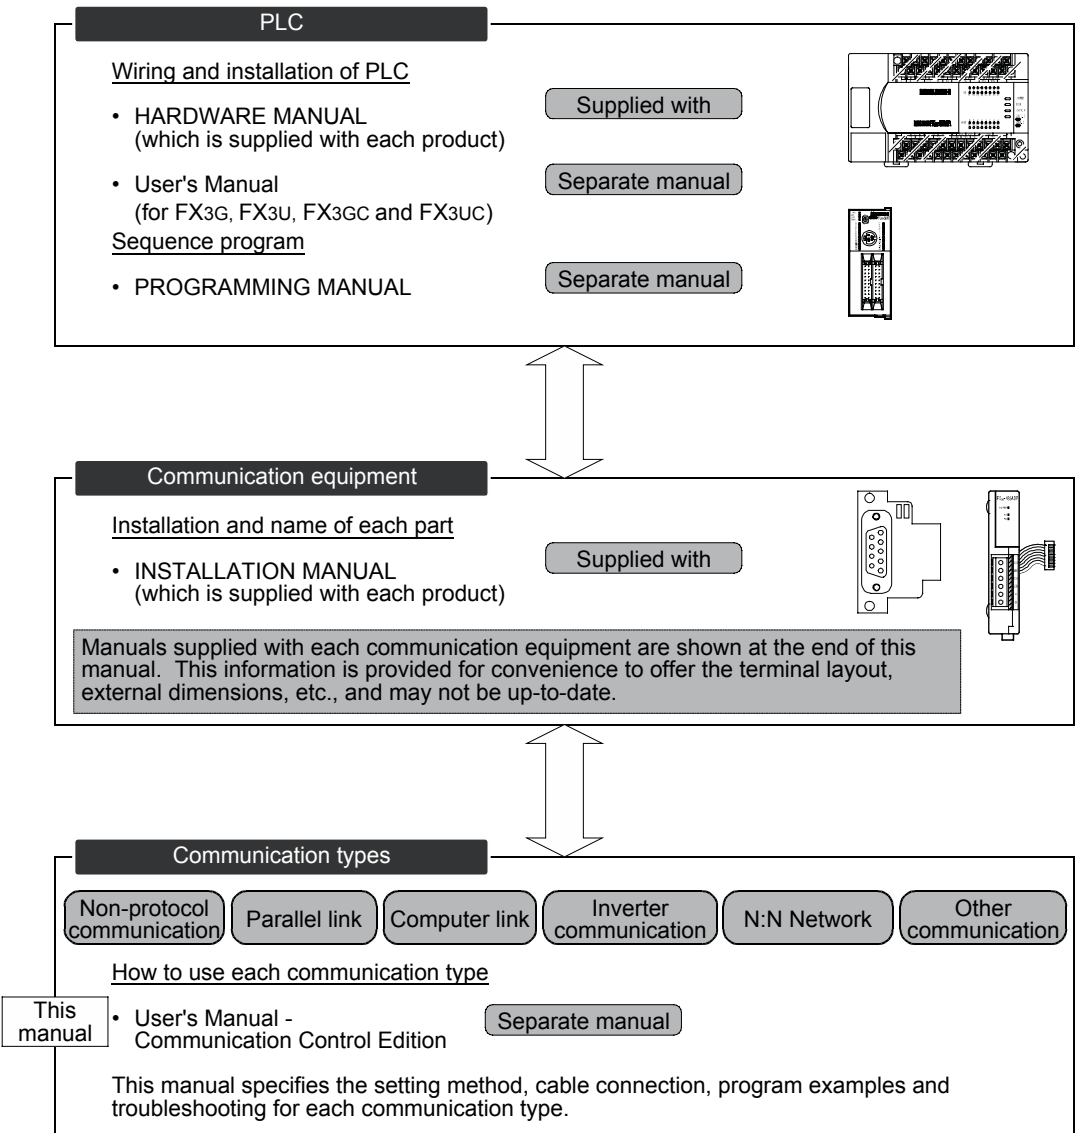 PLC
Wiring and installation of PLC
• HARDWARE MANUAL
(which is supplied with each product)
Supplied with
• User's Manual
(for FX3G, FX3U, FX3GC and FX3UC)
Separate manual
Sequence program
• PROGRAMMING MANUAL
Separate manual
Communication equipment
Installation and name of each part
• INSTALLATION MANUAL
(which is supplied with each product)
Supplied with
Manuals supplied with each communication equipment are shown at the end of this
manual.  This information is provided for convenience to offer the terminal layout,
external dimensions, etc., and may not be up-to-date.
Communication types
Non-protocol
communication
Parallel link
Computer link
Inverter
communication
N:N Network
Other
communication
How to use each communication type
This
manual
• User's Manual -
Communication Control Edition
Separate manual
This manual specifies the setting method, cable connection, program examples and
troubleshooting for each communication type.